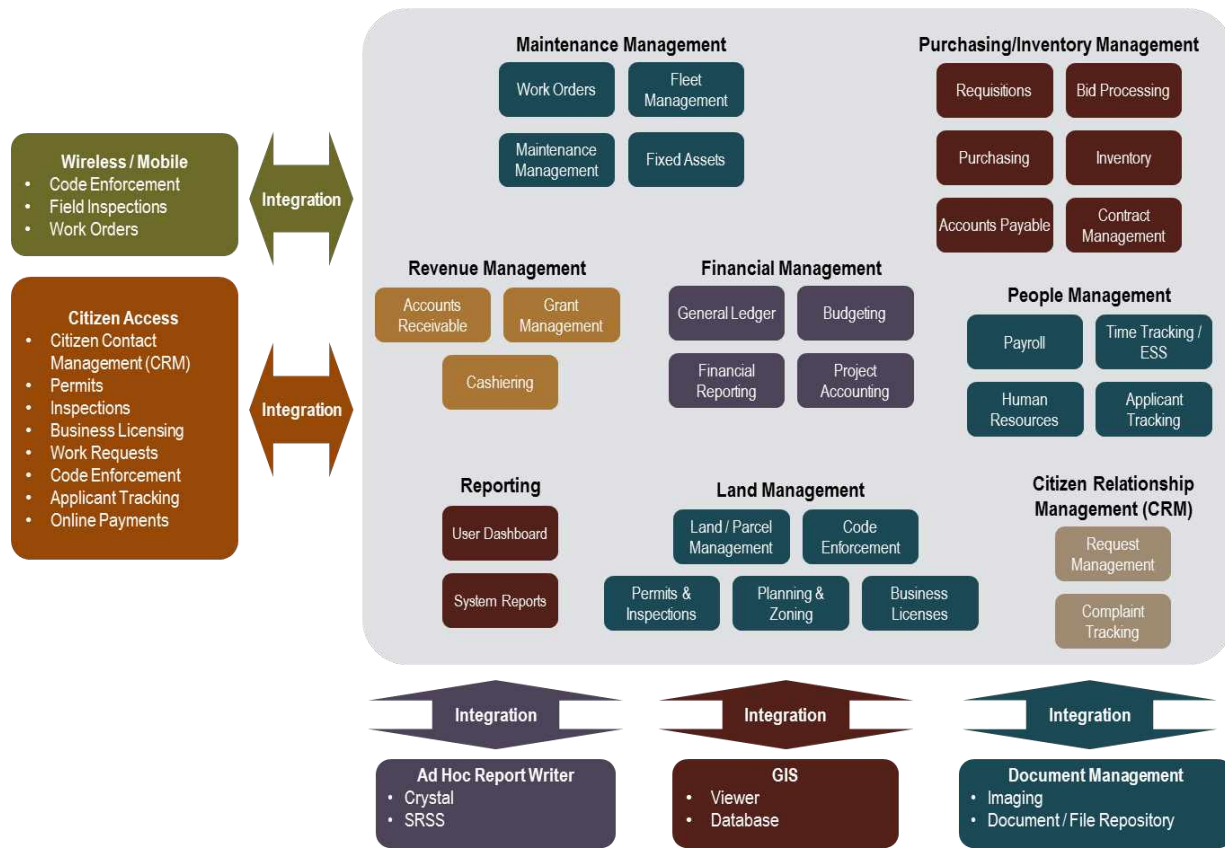 Maintenance Management
Work Orders
Fleet
Management
Maintenance
Management
Fixed Assets
Purchasing/Inventory Management
Requisitions
Bid Processing
Purchasing
Inventory
Accounts Payable
Contract
Management
Wireless / Mobile
• Code Enforcement
• Field Inspections
• Work Orders
Integration
Citizen Access
• Citizen Contact
Management (CRM)
• Permits
• Inspections
• Business Licensing
• Work Requests
• Code Enforcement
• Applicant Tracking
• Online Payments
Integration
Revenue Management
Accounts
Receivable
Grant
Management
Cashiering
Financial Management
General Ledger
Budgeting
Financial
Reporting
Project
Accounting
People Management
Payroll
Time Tracking /
ESS
Human
Resources
Applicant
Tracking
Reporting
User Dashboard
System Reports
Land Management
Land / Parcel
Management
Code
Enforcement
Permits &
Inspections
Planning &
Zoning
Business
Licenses
Citizen Relationship
Management (CRM)
Request
Management
Complaint
Tracking
Integration
Integration
Integration
Ad Hoc Report Writer
• Crystal
• SRSS
GIS
• Viewer
• Database
Document Management
• Imaging
• Document / File Repository